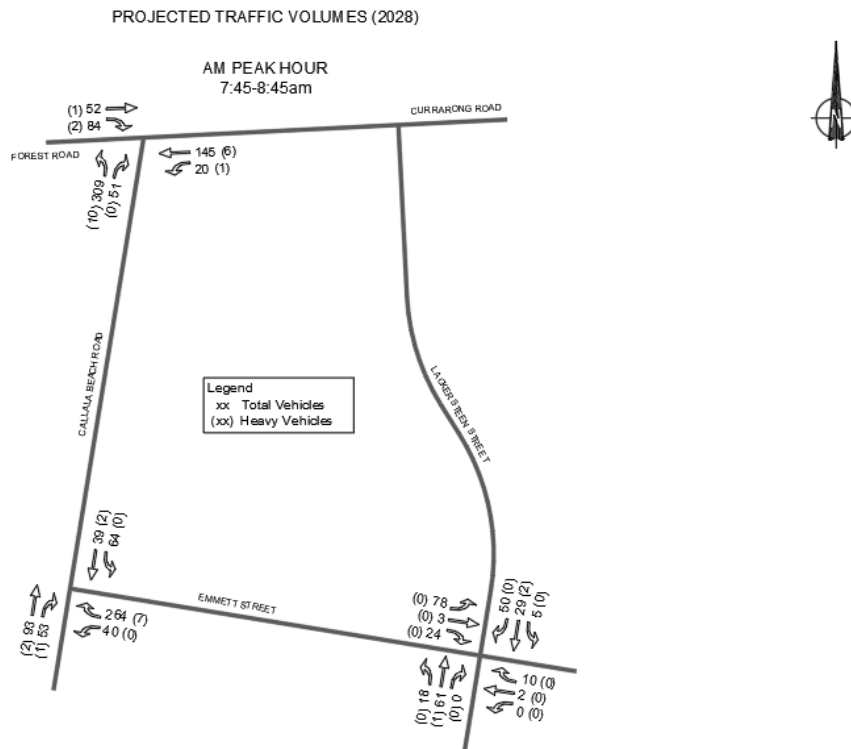 PROJECTED TRAFFIC VOLUMES (2028)
AM PEAK HOUR
7:45-8:45am
(1) 52
(2) 84
CURRARONG ROAD
N
FOREST ROAD
145 (6)
20 (1)
(10) 309
(0) 51
CALLALA BEACH ROAD
LACKERSTEEN STREET
Legend
xx Total Vehicles
(xx) Heavy Vehicles
39 (2)
64 (0)
EMMETT STREET
(2) 93
(1) 53
264 (7)
40 (0)
(0) 78
(0) 3
(0) 24
50 (0)
29 (2)
5 (0)
(0) 18
(1) 61
(0) 0
10 (0)
2 (0)
0 (0)